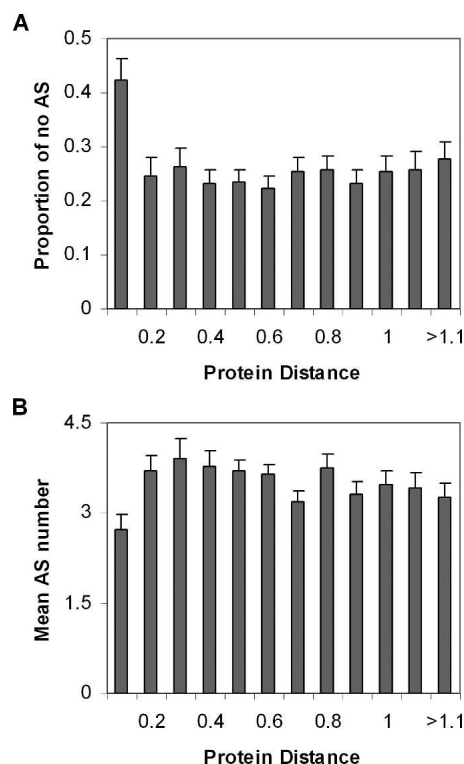 A
0.5
0.4
0.3
0.2
0.1
0
Proportion of no AS
0.2 0.4 0.6 0.8 1 >1.1
Protein Distance
B
4.5
3
1.5
0
Mean AS number
0.2 0.4 0.6 0.8 1 >1.1
Protein Distance